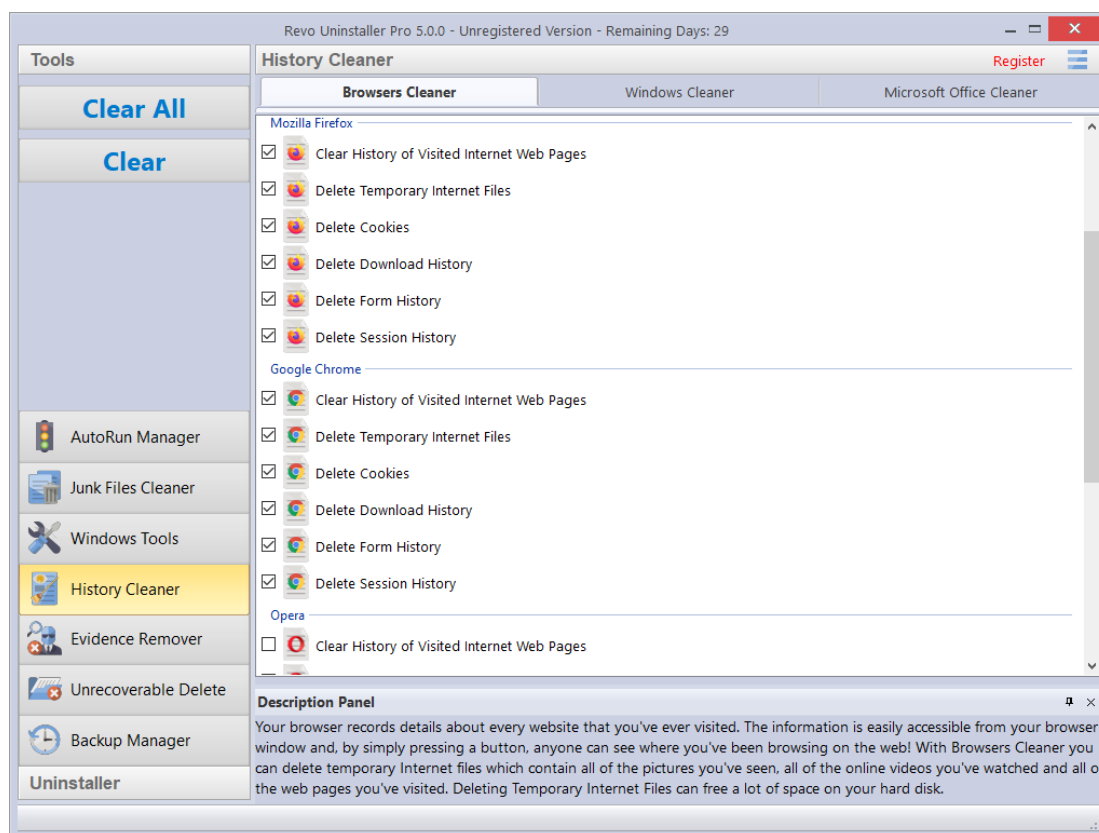 Revo Uninstaller Pro 5.0.0 - Unregistered Version - Remaining Days: 29
Tools
Clear All
Clear
AutoRun Manager
Junk Files Cleaner
Windows Tools
History Cleaner
Evidence Remover
Unrecoverable Delete
Backup Manager
Uninstaller
History Cleaner
Register
Browsers Cleaner
Windows Cleaner
Microsoft Office Cleaner
Mozilla Firefox
Clear History of Visited Internet Web Pages
Delete Temporary Internet Files
Delete Cookies
Delete Download History
Delete Form History
Delete Session History
Google Chrome
Clear History of Visited Internet Web Pages
Delete Temporary Internet Files
Delete Cookies
Delete Download History
Delete Form History
Delete Session History
Opera
Clear History of Visited Internet Web Pages
Description Panel
Your browser records details about every website that you've ever visited. The information is easily accessible from your browser
window and, by simply pressing a button, anyone can see where you've been browsing on the web! With Browsers Cleaner you
can delete temporary Internet files which contain all of the pictures you've seen, all of the online videos you've watched and all o
the web pages you've visited. Deleting Temporary Internet Files can free a lot of space on your hard disk.